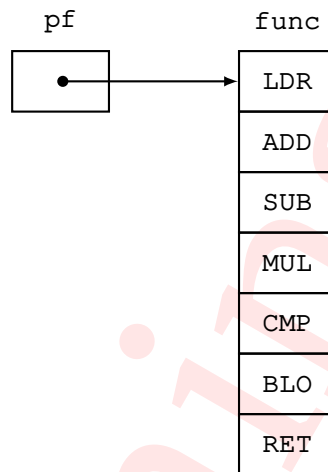 pf func
LDR
ADD
SUB
MUL
CMP
BLO
RET